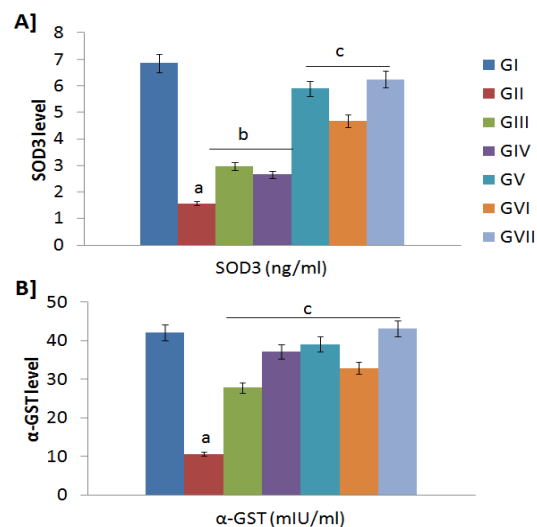 A]
SOD3 level
8
7
6
5
4
3
2
1
0
a
b
c
SOD3 (ng/ml)
GI
GII
GIII
GIV
GV
GVI
GVII
B]
α-GST level
50
40
30
20
10
0
a
c
α-GST (mIU/ml)